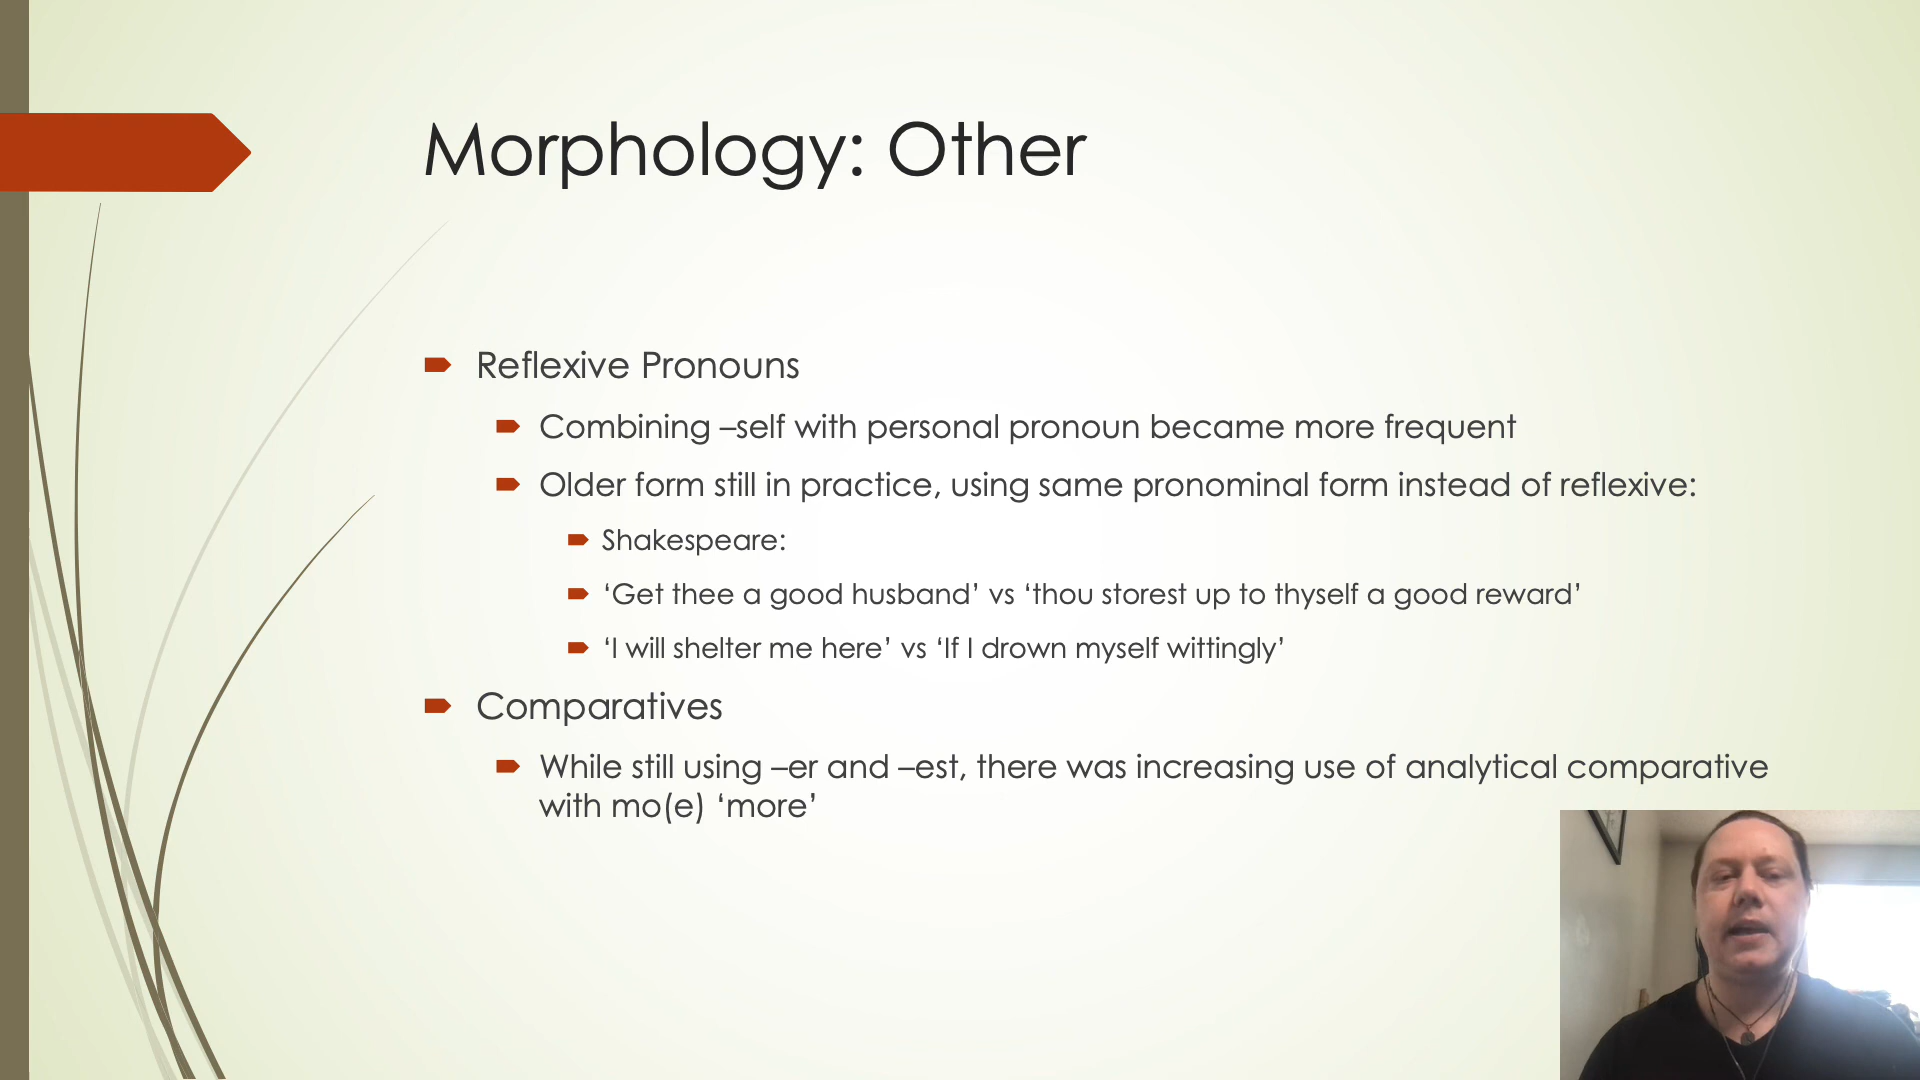 Morphology: Other
Reflexive Pronouns
Combining –self with personal pronoun became more frequent
Older form still in practice, using same pronominal form instead of reflexive:
Shakespeare:
‘Get thee a good husband’ vs ‘thou storest up to thyself a good reward’
‘I will shelter me here’ vs ‘If I drown myself wittingly’
Comparatives
While still using –er and –est, there was increasing use of analytical comparative
with mo(e) ‘more’